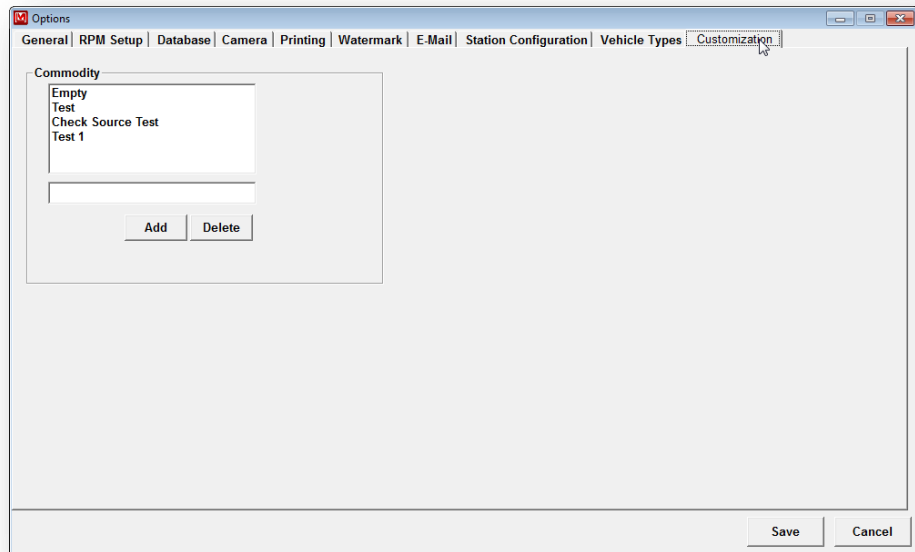 M Options
General RPM Setup Database Camera Printing Watermark E-Mail Station Configuration Vehicle Types Customization
Commodity
Empty
Test
Check Source Test
Test 1
Add Delete
Save Cancel